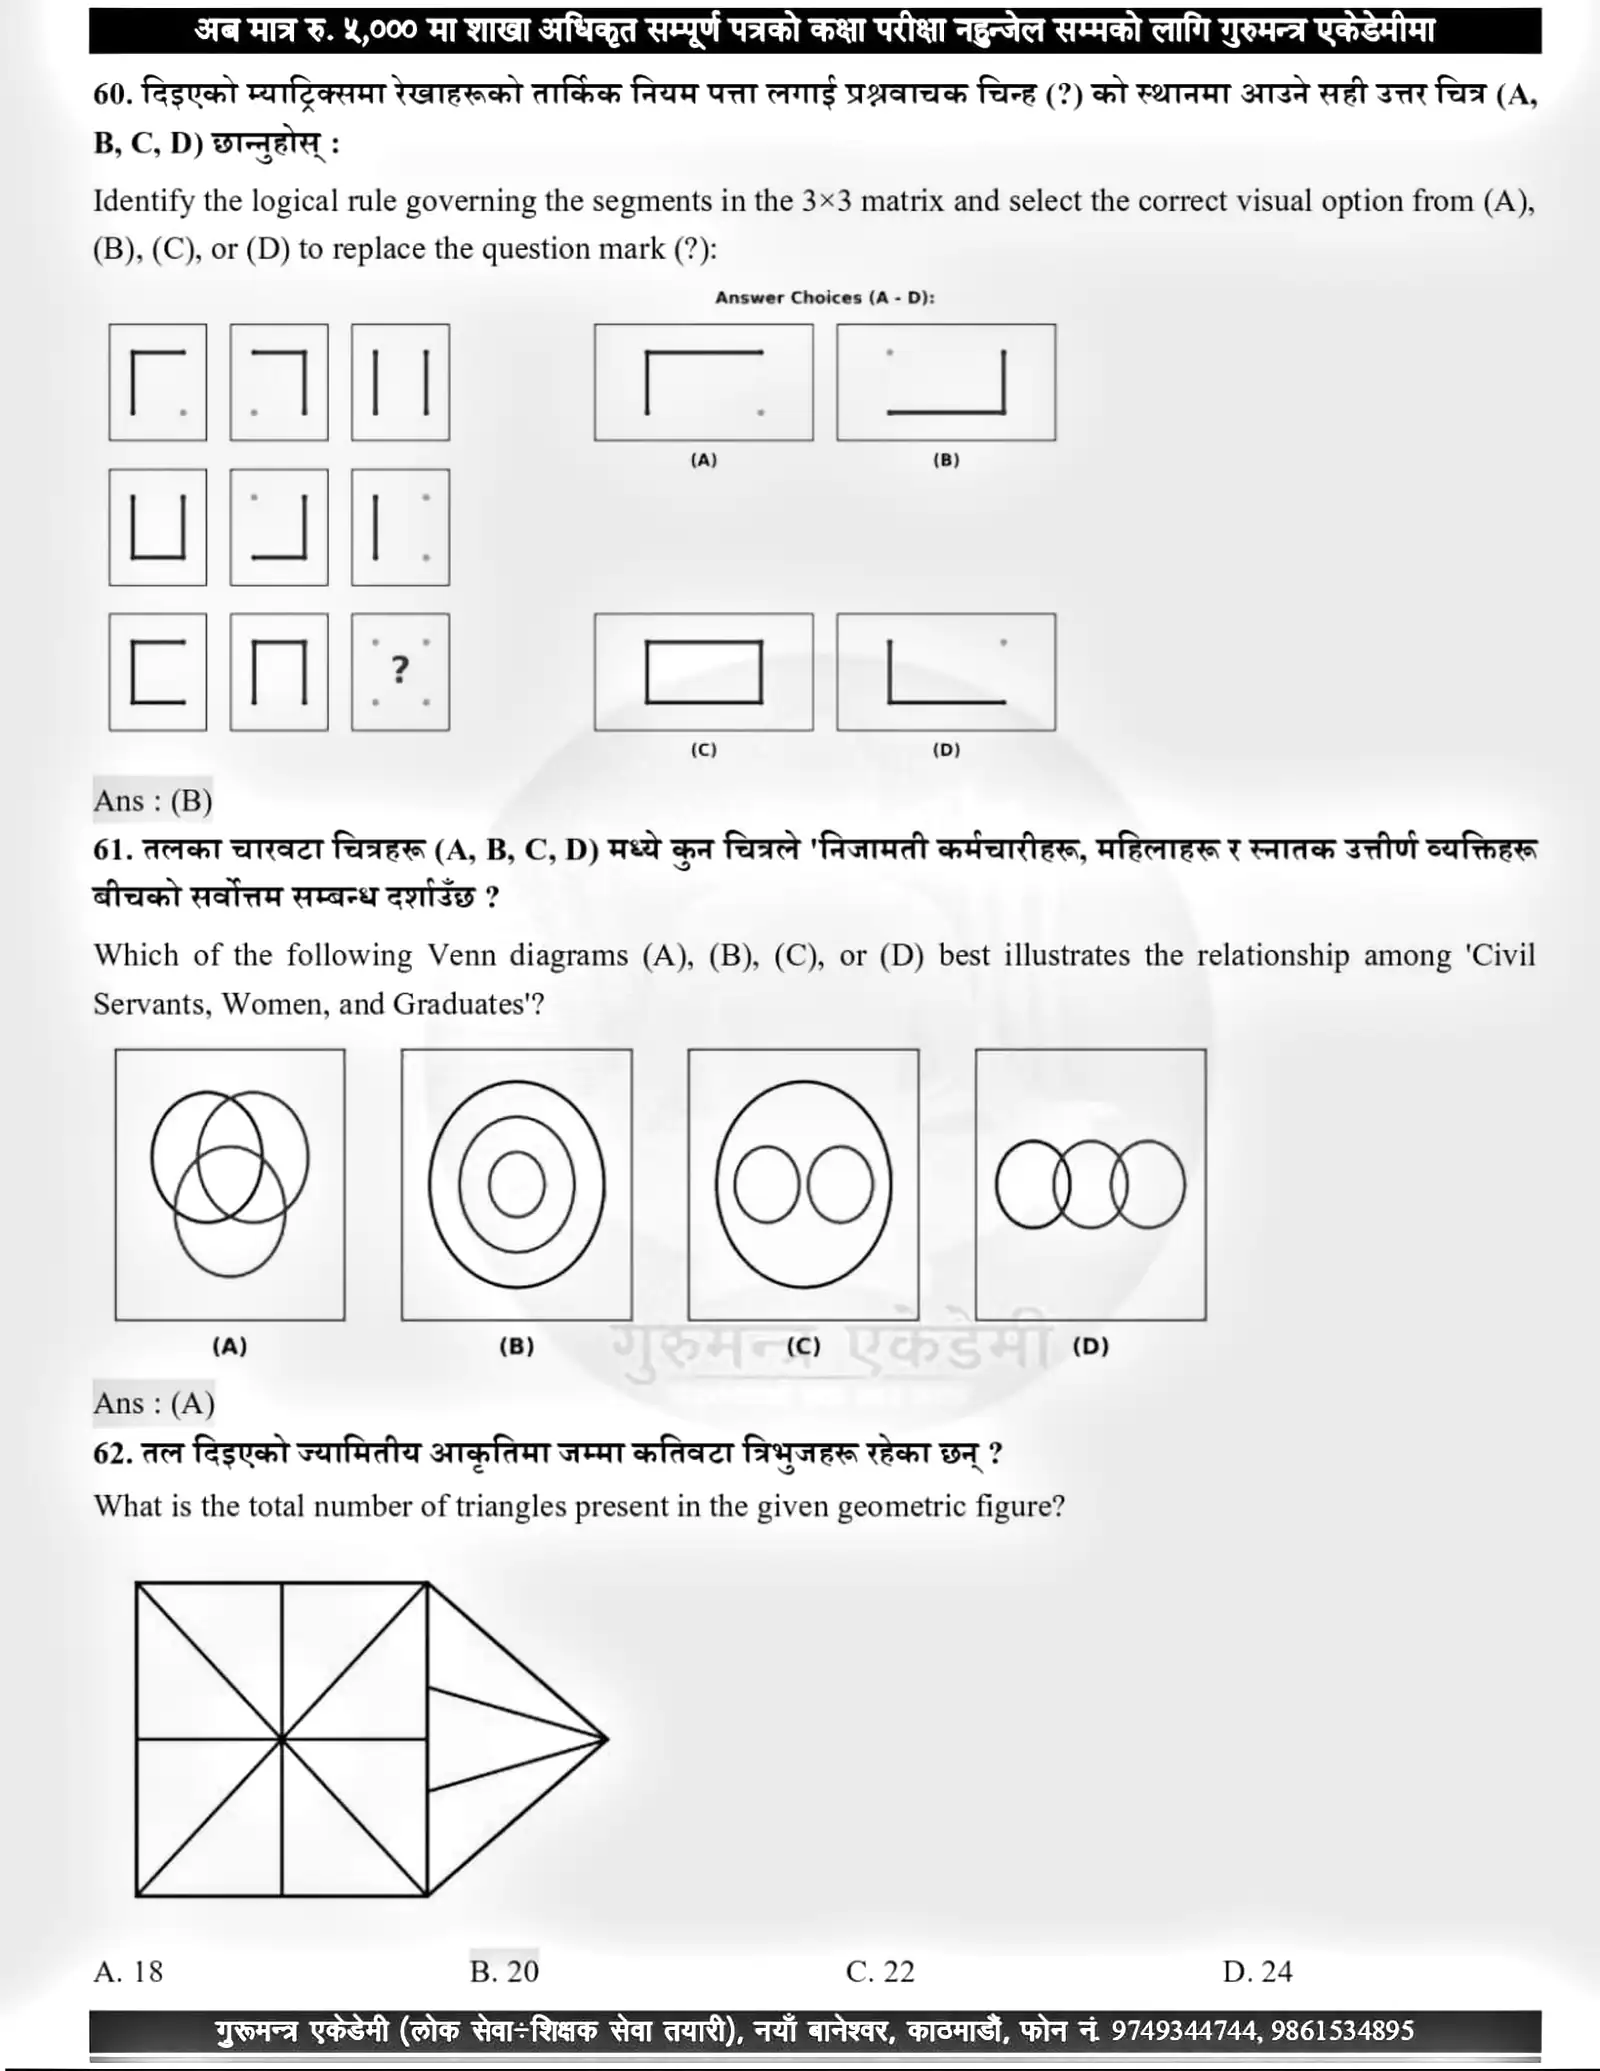 अब मात्र रु. ५,००० मा शाखा अधिकृत सम्पूर्ण पत्रको कक्षा परीक्षा नहुन्जेल सम्मको लागि गुरुमन्त्र एकेडेमीमा
60. दिइएको म्याट्रिक्समा रेखाहरूको तार्किक नियम पत्ता लगाई प्रश्नवाचक चिन्ह (?) को स्थानमा आउने सही उत्तर चित्र (A,
B, C, D) छान्नुहोस् :
Identify the logical rule governing the segments in the 3×3 matrix and select the correct visual option from (A),
(B), (C), or (D) to replace the question mark (?):
Answer Choices (A - D):
(A) (B)
?
(C) (D)
Ans : (B)
61. तलका चारवटा चित्रहरू (A, B, C, D) मध्ये कुन चित्रले 'निजामती कर्मचारीहरू, महिलाहरू र स्नातक उत्तीर्ण व्यक्तिहरू
बीचको सर्वोत्तम सम्बन्ध दर्शाउँछ ?
Which of the following Venn diagrams (A), (B), (C), or (D) best illustrates the relationship among 'Civil
Servants, Women, and Graduates'?
(A) (B) (C) (D)
गुरुमन्त्र एकेडेमी
Ans : (A)
62. तल दिइएको ज्यामितीय आकृतिमा जम्मा कतिवटा त्रिभुजहरू रहेका छन् ?
What is the total number of triangles present in the given geometric figure?
A. 18 B. 20 C. 22 D. 24
गुरूमन्त्र एकेडेमी (लोक सेवा÷शिक्षक सेवा तयारी), नयाँ बानेश्वर, काठमाडौं, फोन नं. 9749344744, 9861534895